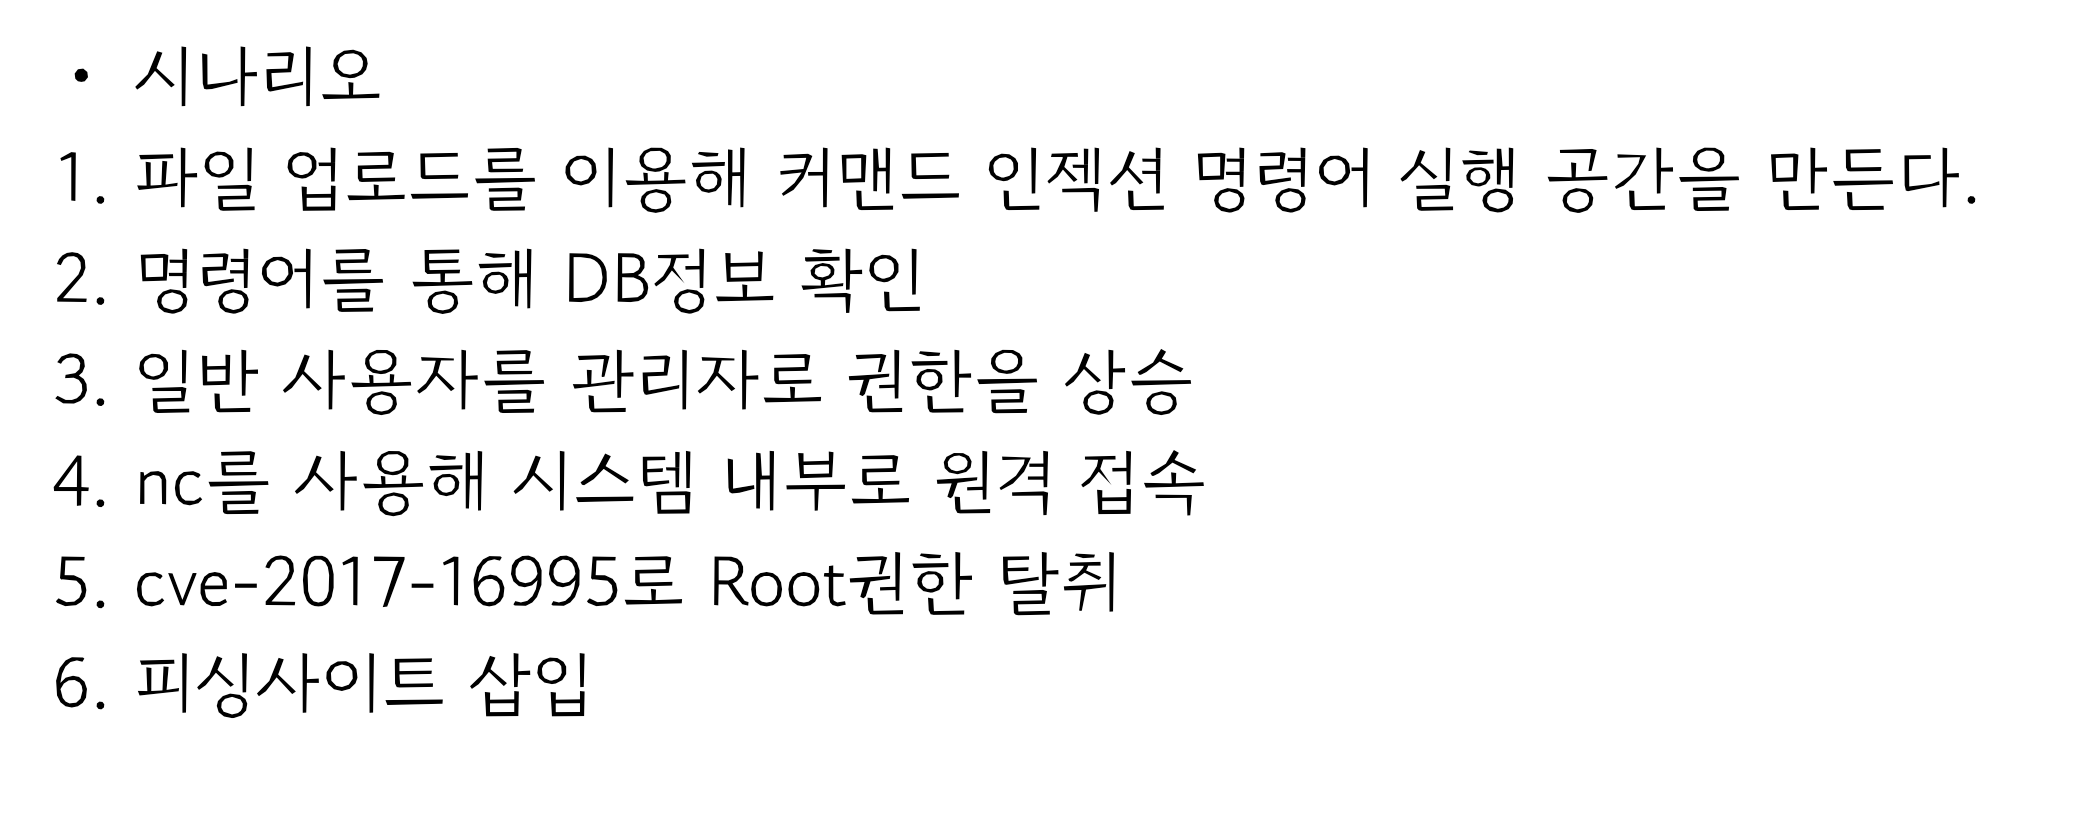 • 시나리오
1. 파일 업로드를 이용해 커맨드 인젝션 명령어 실행 공간을 만든다.
2. 명령어를 통해 DB정보 확인
3. 일반 사용자를 관리자로 권한을 상승
4. nc를 사용해 시스템 내부로 원격 접속
5. cve-2017-16995로 Root권한 탈취
6. 피싱사이트 삽입